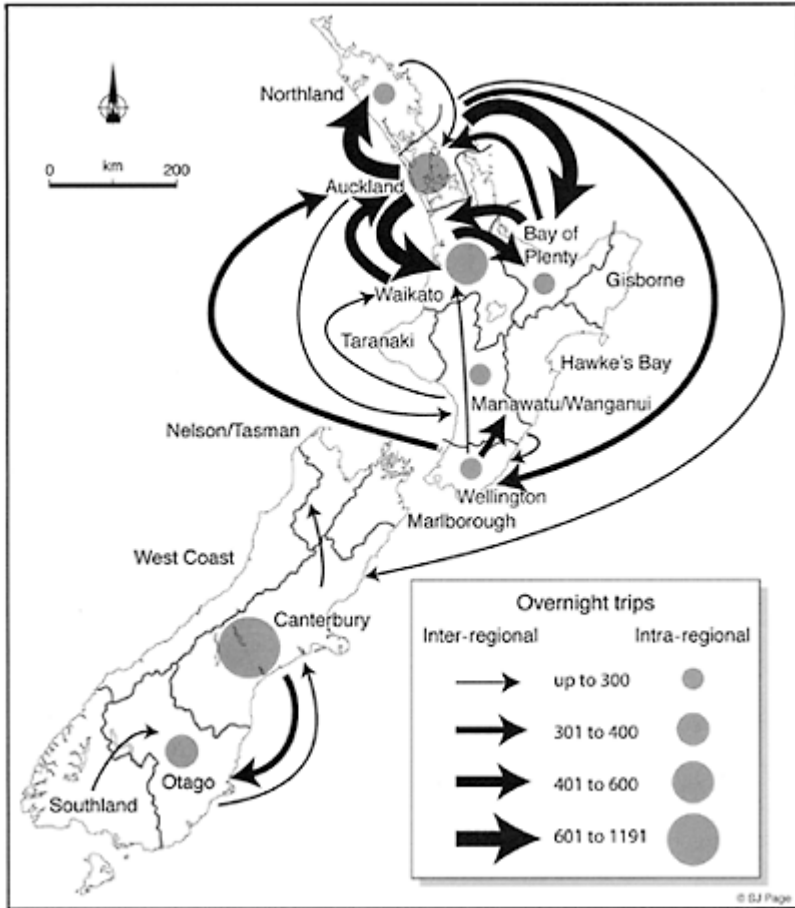 Northland
km
0
200
Auckland
Bay of
Plenty
Gisborne
Waikato
Taranaki
Hawke's Bay
Manawatu/Wanganui
Nelson/Tasman
Wellington
Marlborough
West Coast
Canterbury
Otago
Southland
Overnight trips
Inter-regional
Intra-regional
up to 300
301 to 400
401 to 600
601 to 1191
© SJ Page